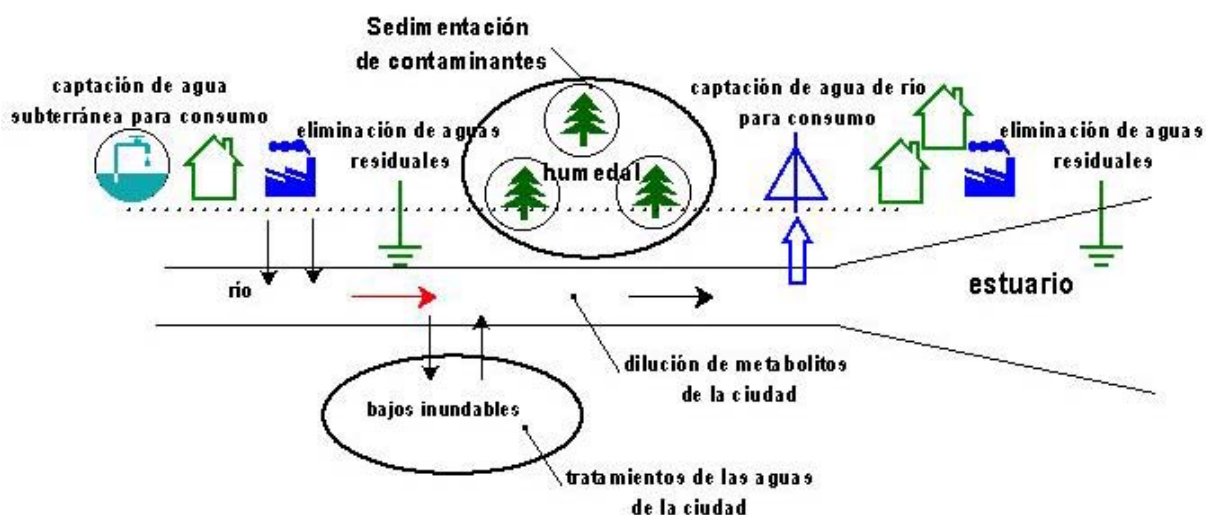 Sedimentación
de contaminantes
captación de agua
subterránea para consumo
eliminación de aguas
residuales
humedal
captación de agua de río
para consumo
eliminación de aguas
residuales
río
estuario
dilución de metabolitos
de la ciudad
bajos inundables
tratamientos de las aguas
de la ciudad